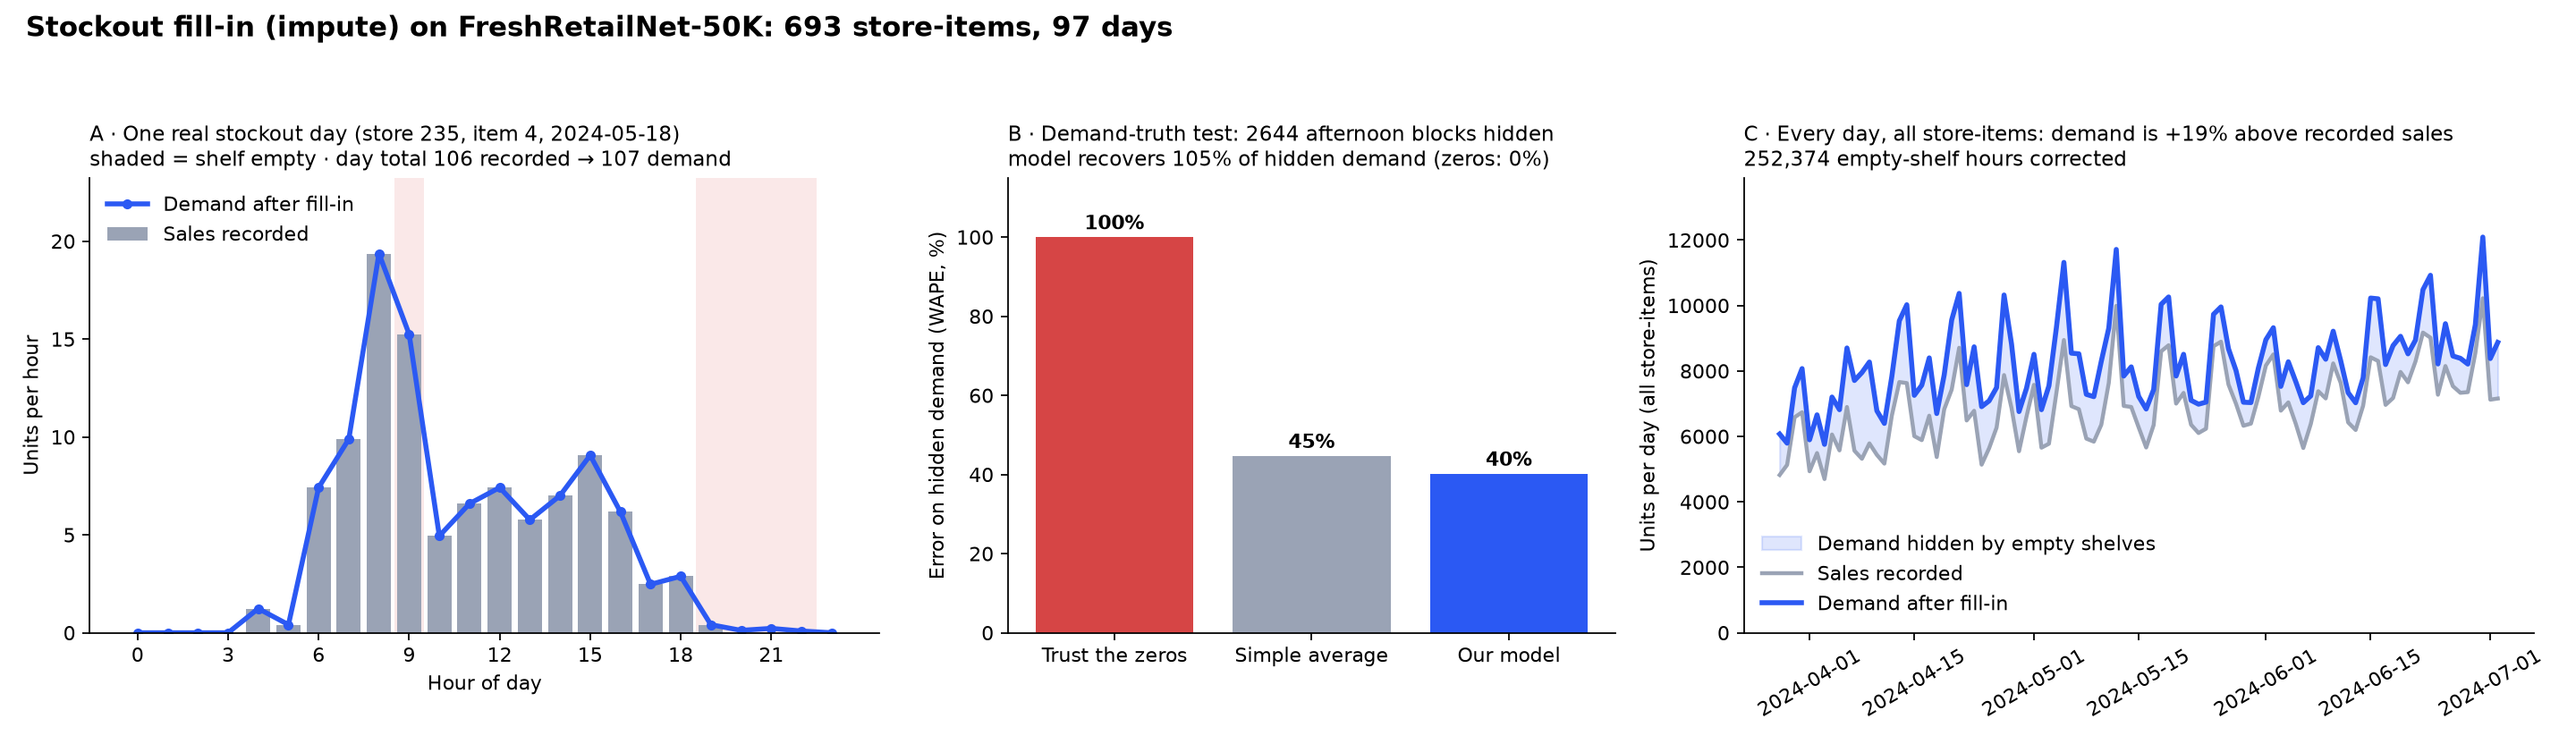 Stockout fill-in (impute) on FreshRetailNet-50K: 693 store-items, 97 days
A · One real stockout day (store 235, item 4, 2024-05-18)
shaded = shelf empty · day total 106 recorded → 107 demand
Demand after fill-in
Sales recorded
Units per hour
20
15
10
5
0
0 3 6 9 12 15 18 21
Hour of day
B · Demand-truth test: 2644 afternoon blocks hidden
model recovers 105% of hidden demand (zeros: 0%)
Error on hidden demand (WAPE, %)
100
80
60
40
20
0
100%
45%
40%
Trust the zeros Simple average Our model
C · Every day, all store-items: demand is +19% above recorded sales
252,374 empty-shelf hours corrected
Units per day (all store-items)
12000
10000
8000
6000
4000
2000
0
Demand hidden by empty shelves
Sales recorded
Demand after fill-in
2024-04-01 2024-04-15 2024-05-01 2024-05-15 2024-06-01 2024-06-15 2024-07-01